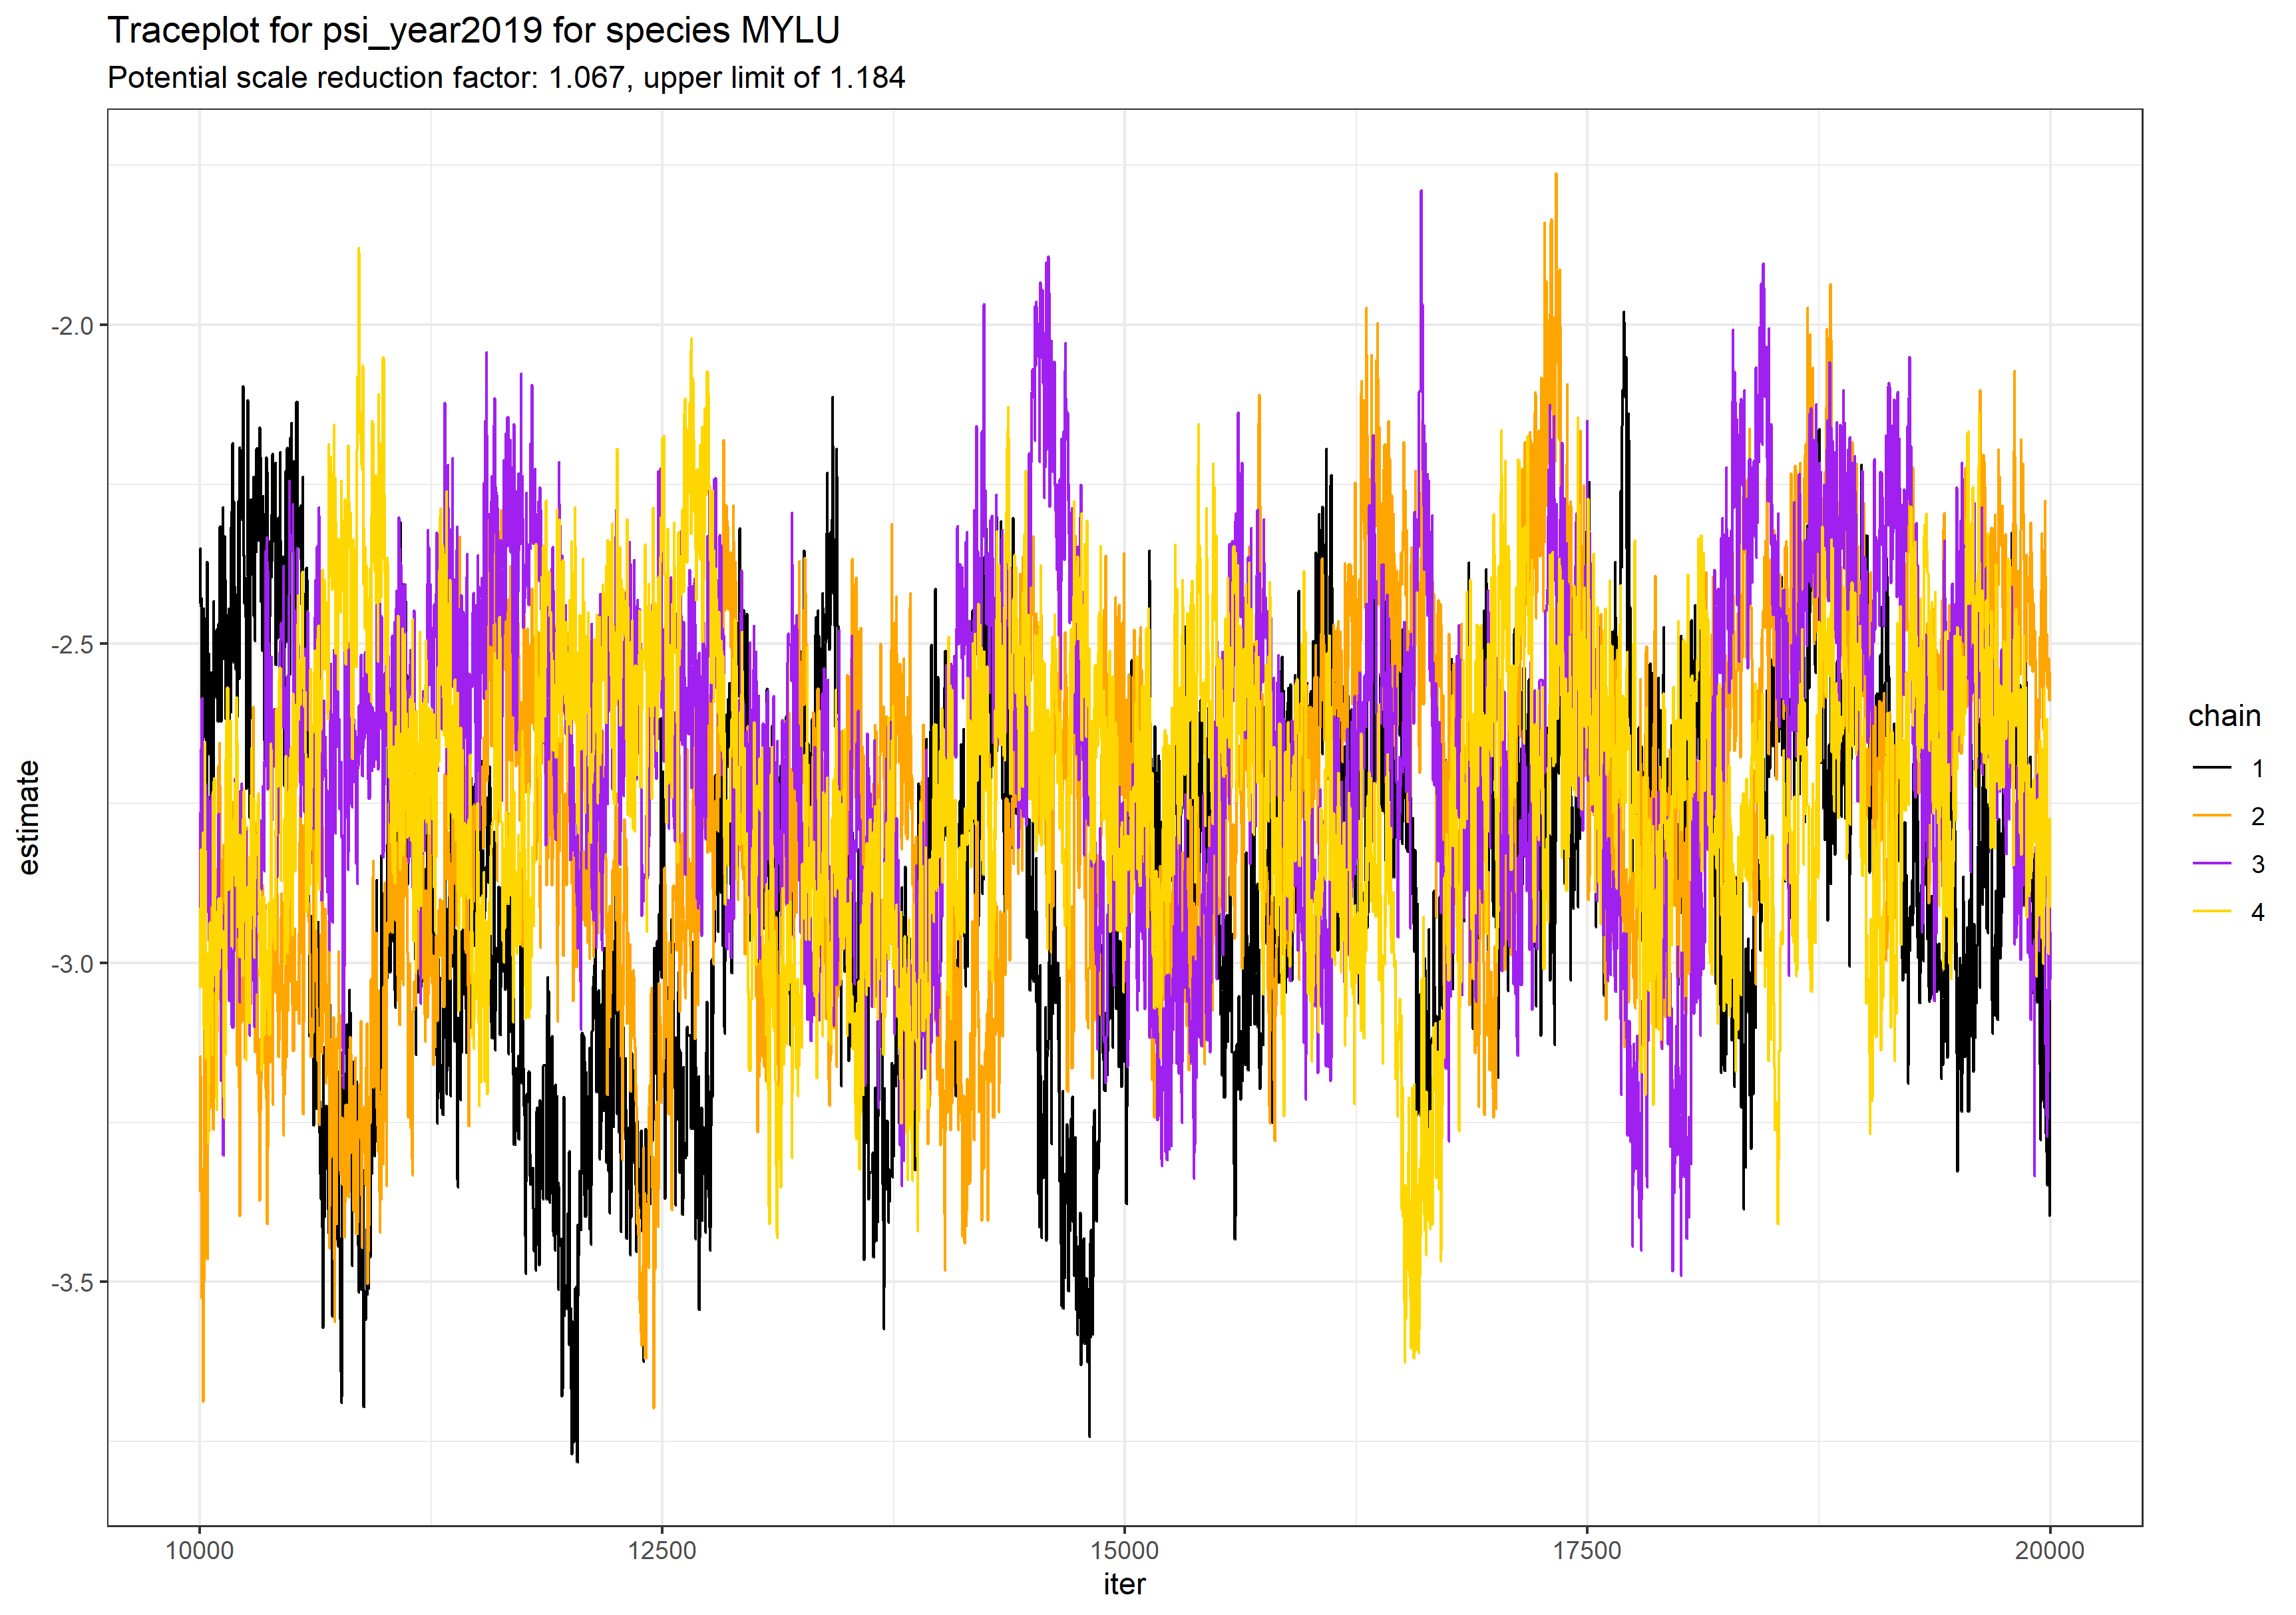 Traceplot for psi_year2019 for species MYLU
Potential scale reduction factor: 1.067, upper limit of 1.184
estimate
-2.0
-2.5
-3.0
-3.5
10000 12500 15000 17500 20000
iter
chain
1
2
3
4